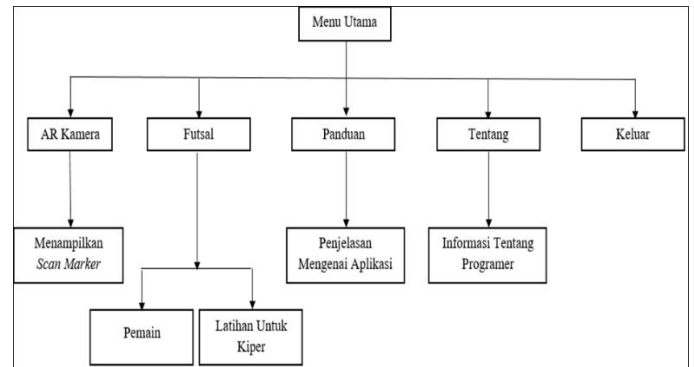 Menu Utama
AR Kamera
Futsal
Panduan
Tentang
Keluar
Menampilkan
Scan Marker
Penjelasan
Mengenai Aplikasi
Informasi Tentang
Programer
Pemain
Latihan Untuk
Kiper